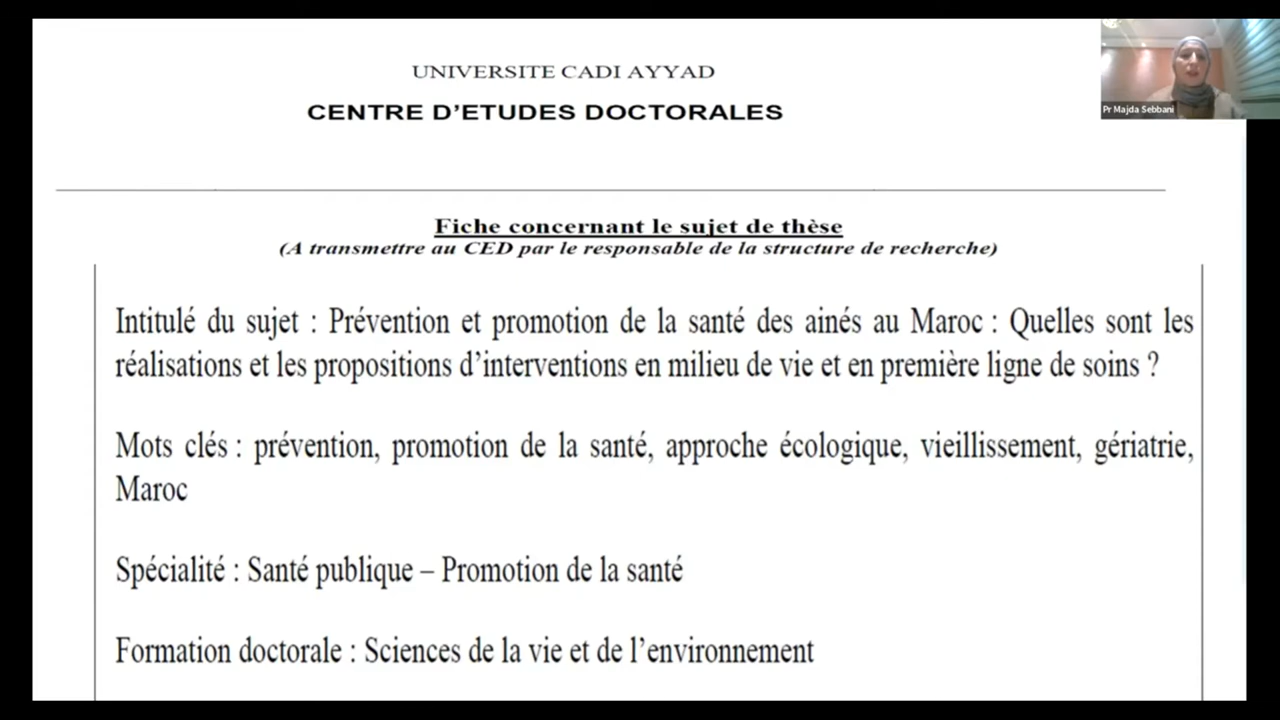 UNIVERSITE CADI AYYAD
CENTRE D'ETUDES DOCTORALES
Pr Majda Sebbani
Fiche concernant le sujet de thèse
(A transmettre au CED par le responsable de la structure de recherche)
Intitulé du sujet : Prévention et promotion de la santé des ainés au Maroc : Quelles sont les
réalisations et les propositions d'interventions en milieu de vie et en première ligne de soins ?
Mots clés : prévention, promotion de la santé, approche écologique, vieillissement, gériatrie,
Maroc
Spécialité : Santé publique – Promotion de la santé
Formation doctorale : Sciences de la vie et de l'environnement